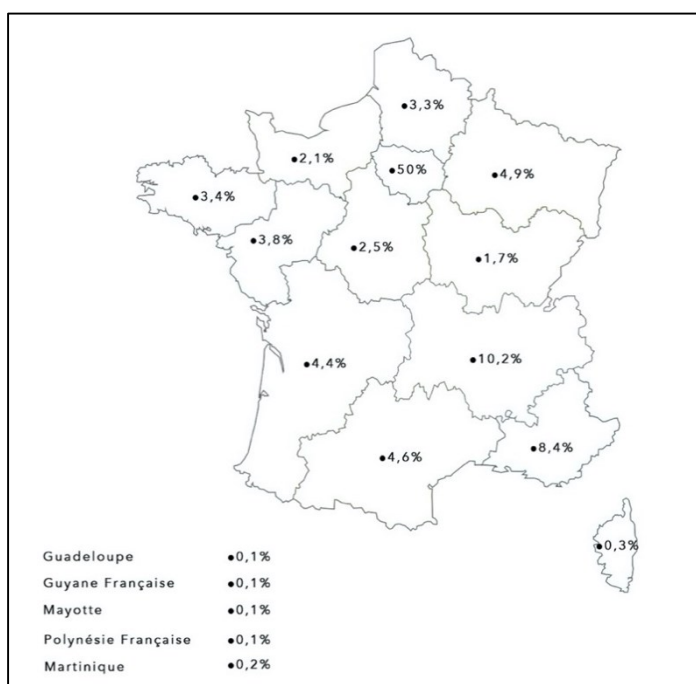 ●3,3%
●2,1%
●50%
●4,9%
●3,4%
●3,8%
●2,5%
●1,7%
●4,4%
●10,2%
●4,6%
●8,4%
●0,3%
Guadeloupe ●0,1%
Guyane Française ●0,1%
Mayotte ●0,1%
Polynésie Française ●0,1%
Martinique ●0,2%